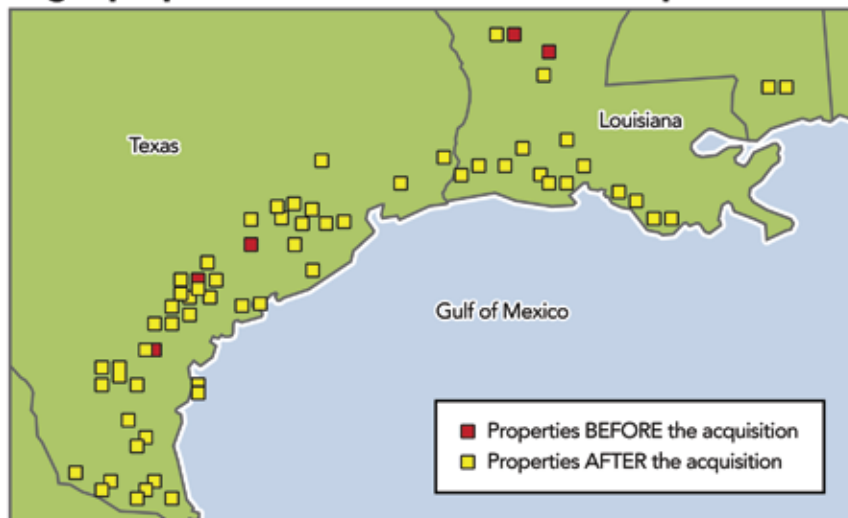 Texas
Louisiana
Gulf of Mexico
Properties BEFORE the acquisition
Properties AFTER the acquisition